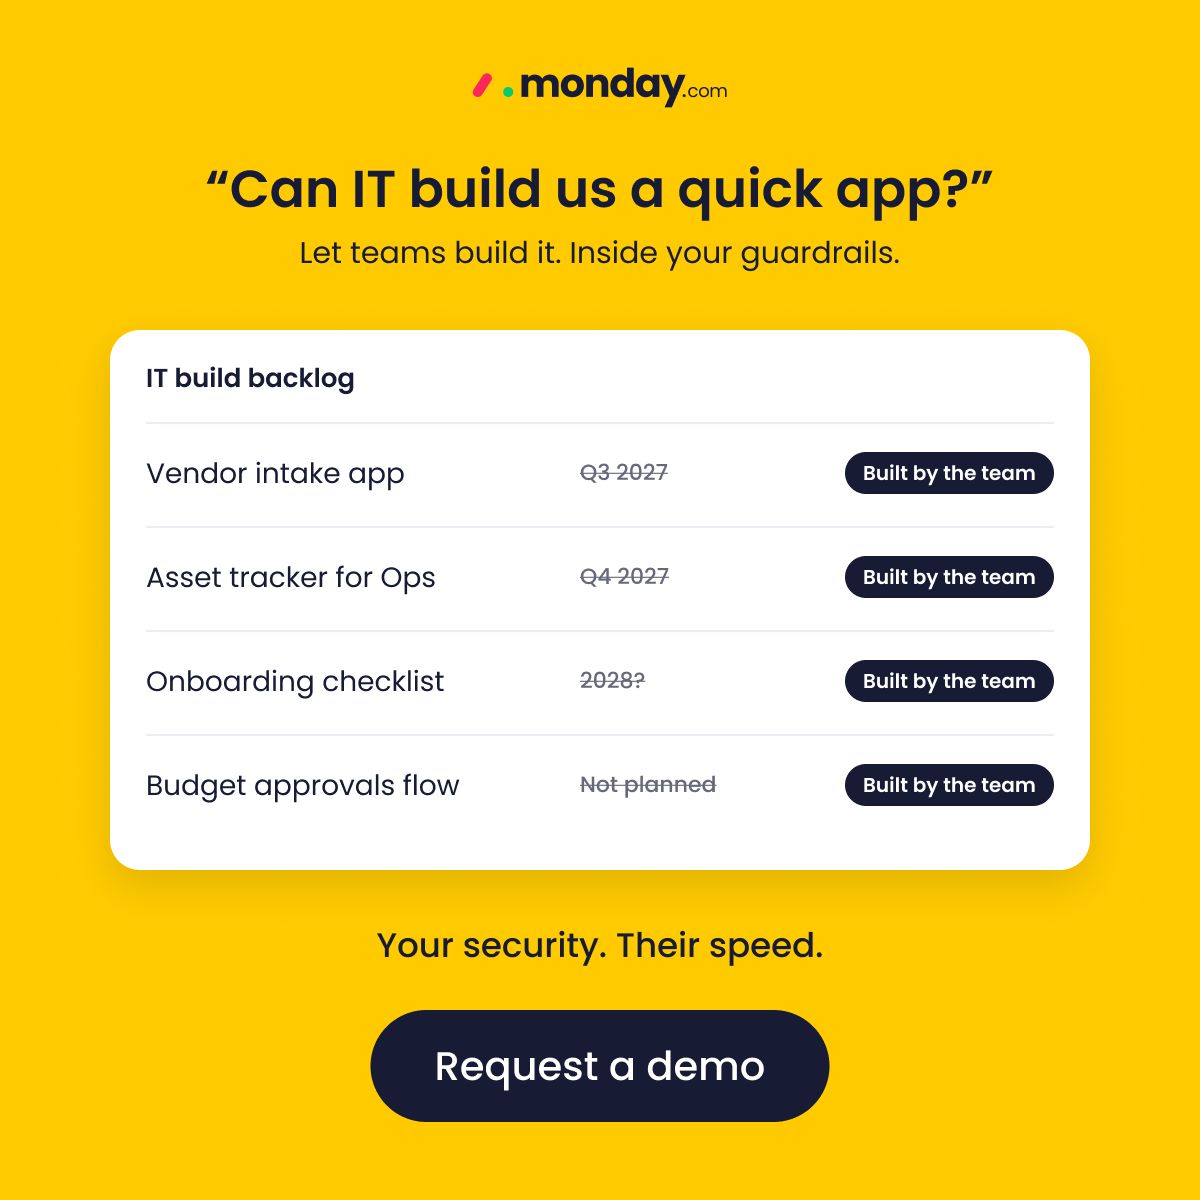 monday.com
“Can IT build us a quick app?”
Let teams build it. Inside your guardrails.
IT build backlog
Vendor intake app Q3 2027 Built by the team
Asset tracker for Ops Q4 2027 Built by the team
Onboarding checklist 2028? Built by the team
Budget approvals flow Not planned Built by the team
Your security. Their speed.
Request a demo